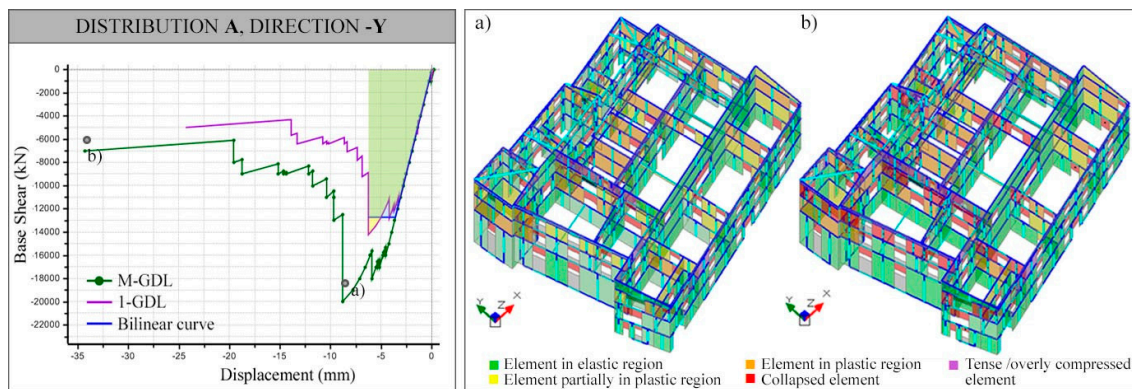 DISTRIBUTION A, DIRECTION -Y
0
-2000
-4000
-6000
-8000
-10000
-12000
-14000
-16000
-18000
-20000
-22000
Base Shear (kN)
b)
a)
M-GDL
1-GDL
Bilinear curve
-35 -30 -25 -20 -15 -10 -5 0
Displacement (mm)
a)
b)
Y Z X
Y Z X
Element in elastic region
Element partially in plastic region
Element in plastic region
Collapsed element
Tense /overly compressed
element